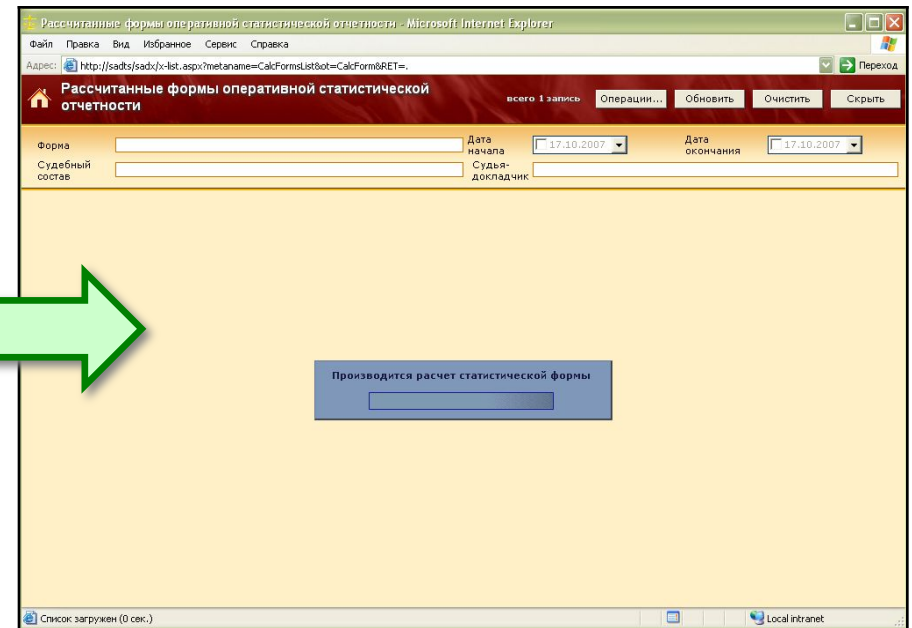 Рассчитанные формы оперативной статистической отчетности - Microsoft Internet Explorer
Файл Правка Вид Избранное Сервис Справка
Адрес: http://sadts/sadx/x-list.aspx?metaname=CalcFormsList&ot=CalcForm&RET=. Переход
Рассчитанные формы оперативной статистической
отчетности
всего 1 запись Операции... Обновить Очистить Скрыть
Форма Дата начала 17.10.2007 Дата окончания 17.10.2007
Судебный состав Судья-докладчик
Производится расчет статистической формы
Список загружен (0 сек.) Local intranet